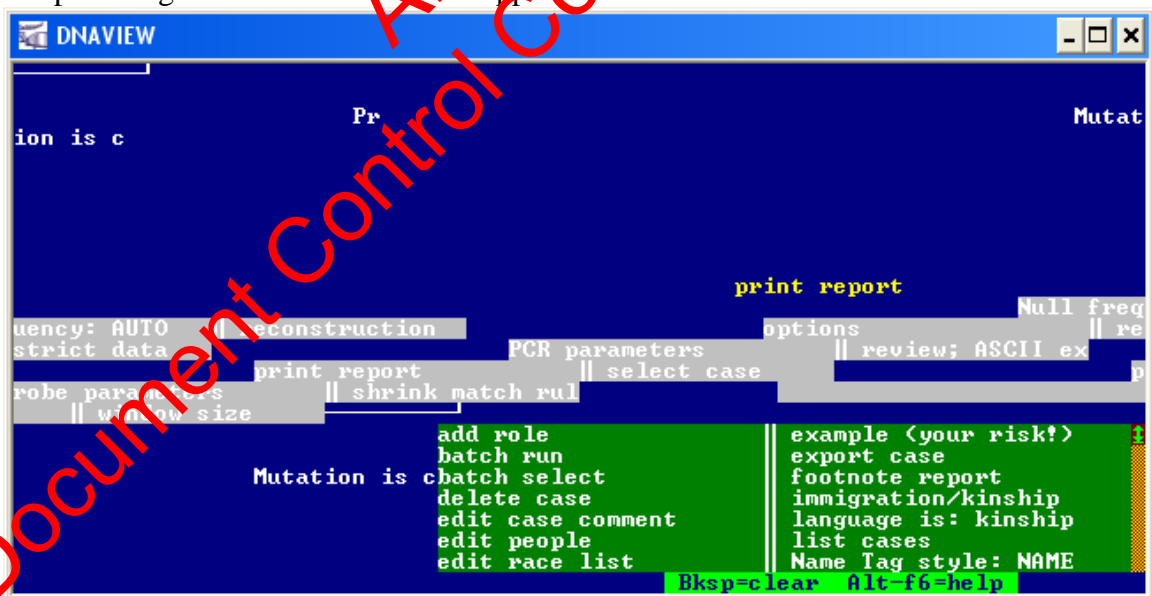 DNAVIEW
Pr Mutat
ion is c
print report
Null freq
uency: AUTO || reconstruction options || re
strict data PCR parameters || review; ASCII ex
print report || select case p
robe parameters || shrink match rul
|| window size
add role || example (your risk!)
batch run || export case
Mutation is c batch select || footnote report
delete case || immigration/kinship
edit case comment || language is: kinship
edit people || list cases
edit race list || Name Tag style: NAME
Bksp=clear Alt-f6=help
Document Control Co